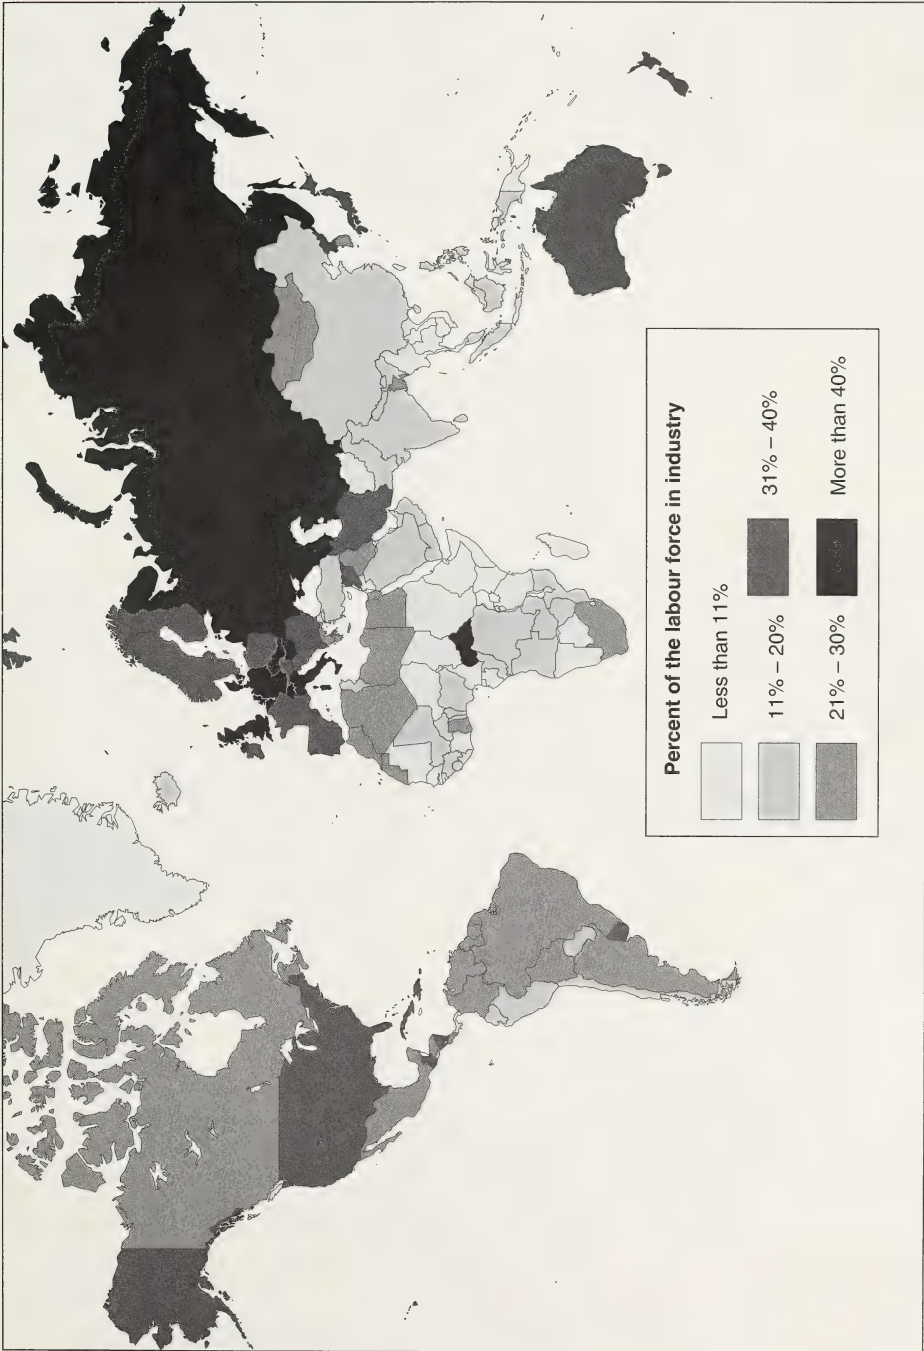 Percent of the labour force in industry
Less than 11%
11% – 20%
21% – 30%
31% – 40%
More than 40%